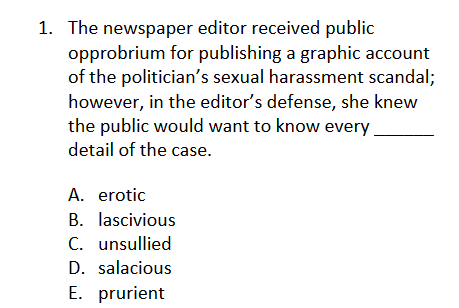 1. The newspaper editor received public
opprobrium for publishing a graphic account
of the politician's sexual harassment scandal;
however, in the editor's defense, she knew
the public would want to know every ______
detail of the case.
A. erotic
B. lascivious
C. unsullied
D. salacious
E. prurient